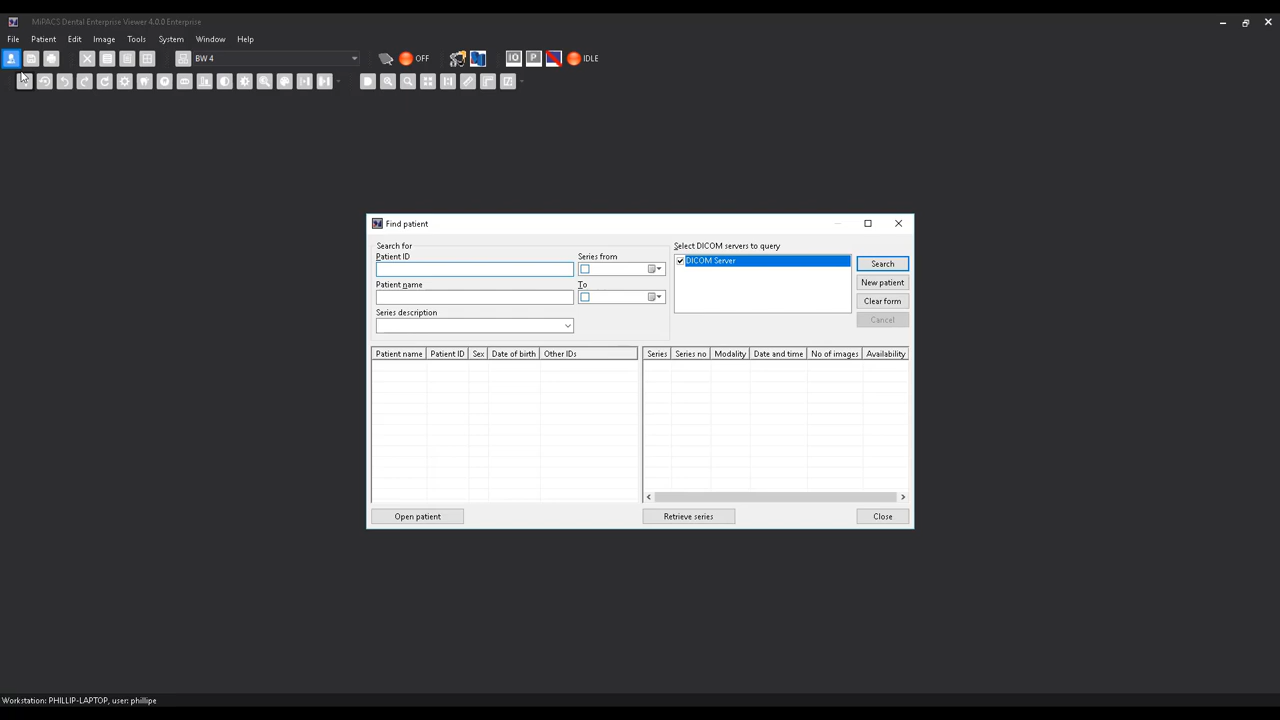 MiPACS Dental Enterprise Viewer 4.0.0 Enterprise
File Patient Edit Image Tools System Window Help
BW 4 OFF IO P IDLE
Find patient
Search for
Patient ID
Series from
Patient name
To
Series description
Select DICOM servers to query
DICOM Server
Search
New patient
Clear form
Cancel
Patient name Patient ID Sex Date of birth Other IDs
Series Series no Modality Date and time No of images Availability
Open patient
Retrieve series
Close
Workstation: PHILLIP-LAPTOP, user: phillipe